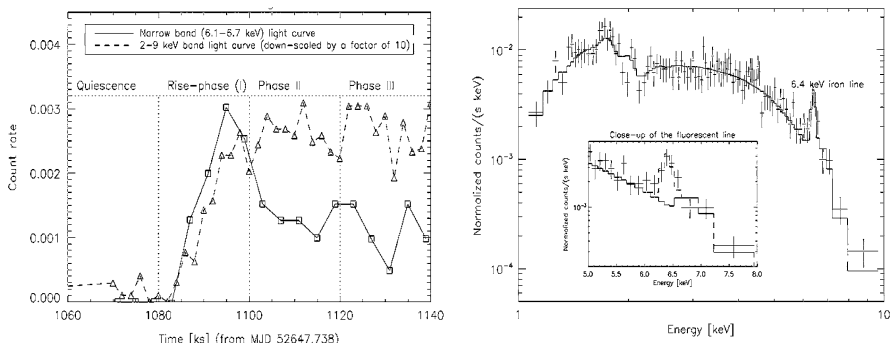 Narrow band (6.1-6.7 keV) light curve
2-9 keV band light curve (down-scaled by a factor of 10)
Quiescence Rise-phase (I) Phase II Phase III
0.004
0.003
0.002
0.001
0.000
Count rate
1060 1080 1100 1120 1140
Time [ks] (from MJD 52647.738)
10⁻²
10⁻³
10⁻⁴
Normalized counts/(s keV)
6.4 keV iron line
Close-up of the fluorescent line
Normalized counts/(s keV)
10⁻³
5.0 5.5 6.0 6.5 7.0 7.5 8.0
Energy [keV]
1 10
Energy [keV]